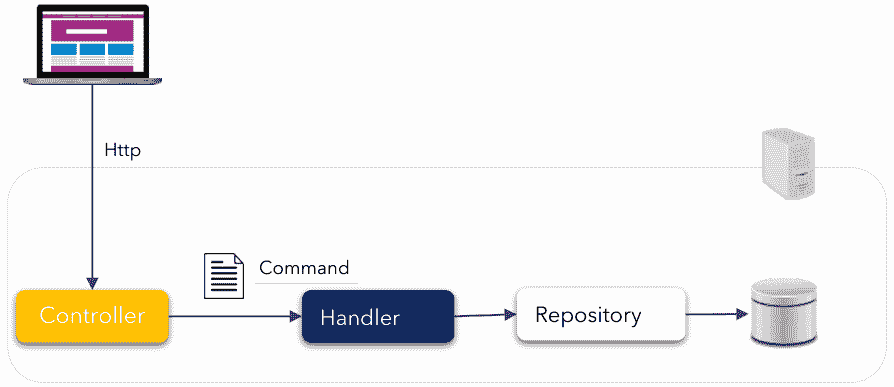 Http
Command
Controller
Handler
Repository